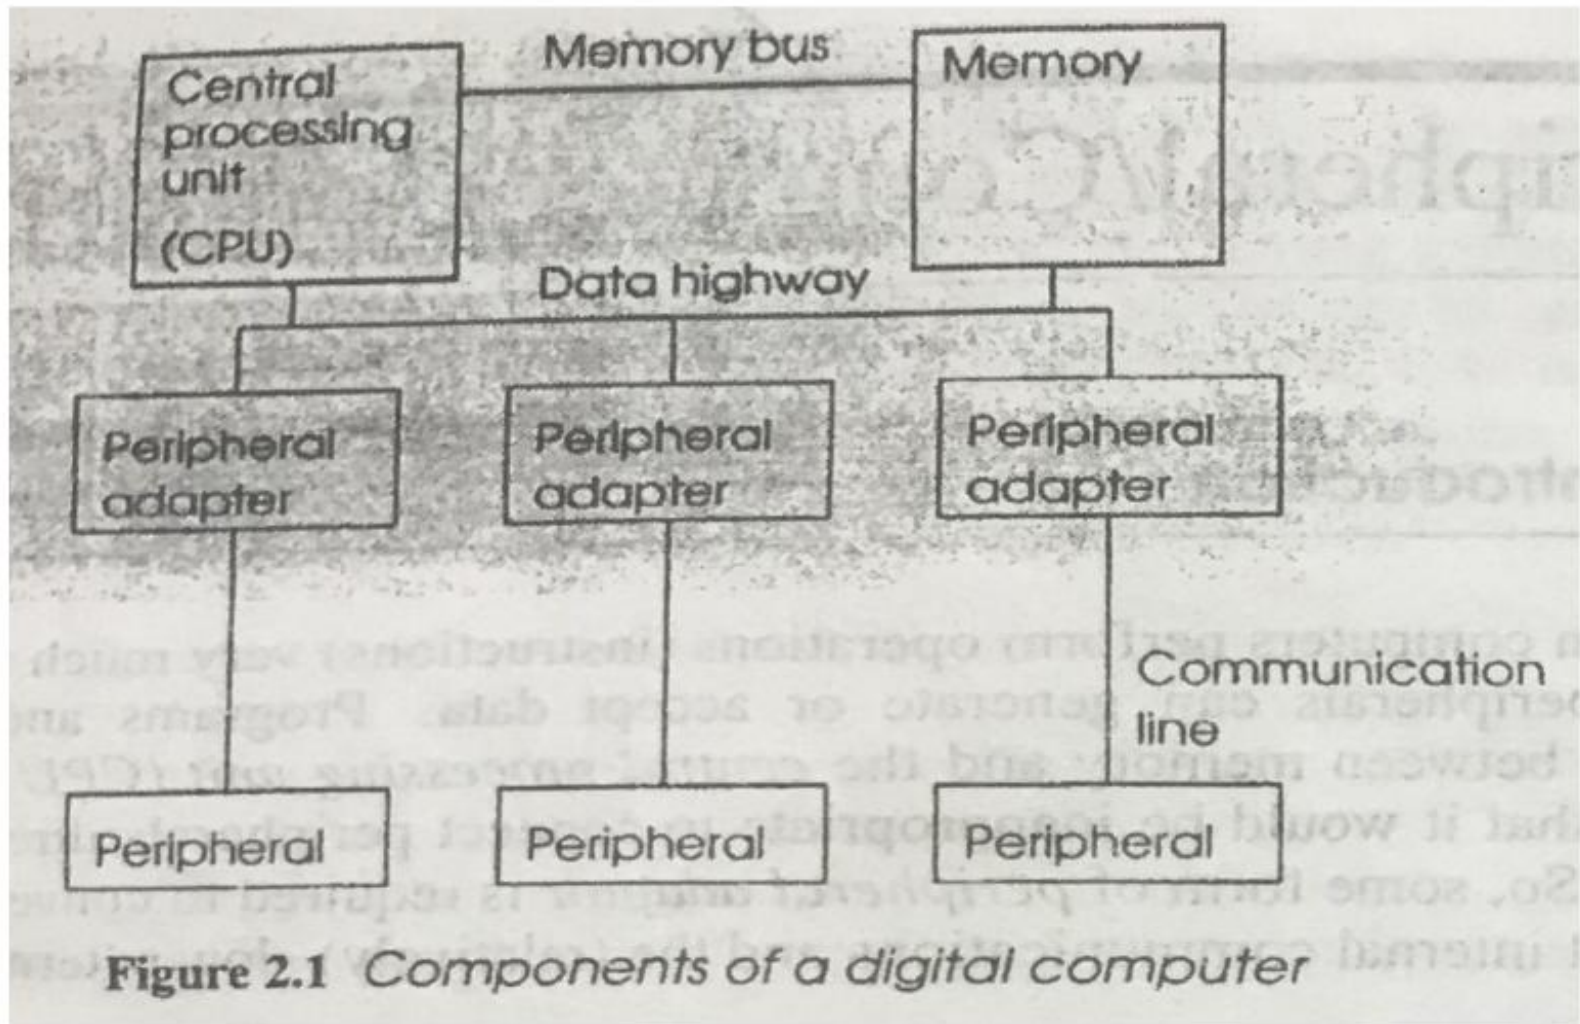 Memory bus
Central
processing
unit
(CPU)
Memory
Data highway
Peripheral
adapter
Peripheral
adapter
Peripheral
adapter
Communication
line
Peripheral
Peripheral
Peripheral
Figure 2.1 Components of a digital computer